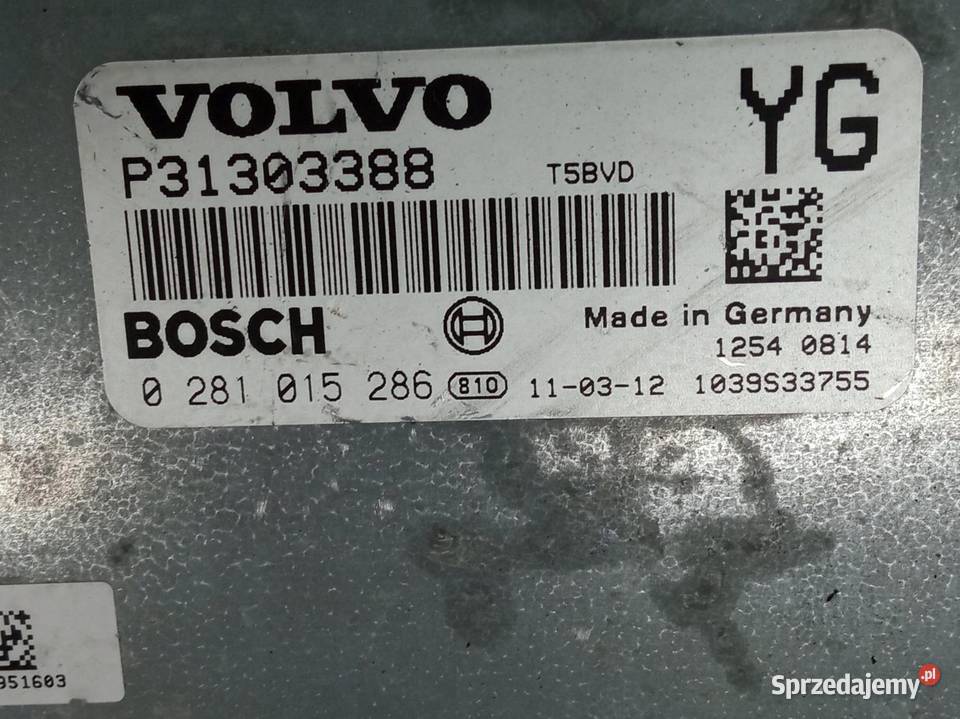 VOLVO
YG
P31303388 T5BVD
BOSCH Made in Germany
1254 0814
0 281 015 286 810 11-03-12 1039S33755
951603
Sprzedajemy.pl